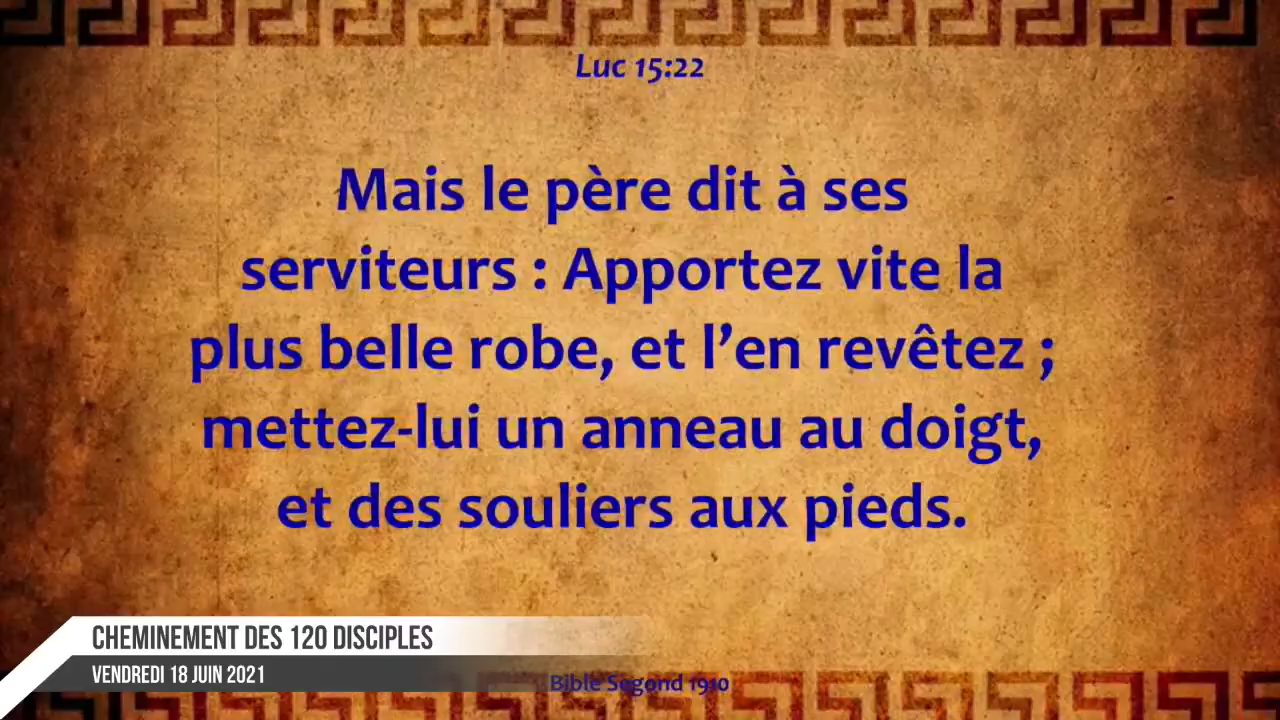 Luc 15:22
Mais le père dit à ses
serviteurs : Apportez vite la
plus belle robe, et l’en revêtez ;
mettez-lui un anneau au doigt,
et des souliers aux pieds.
CHEMINEMENT DES 120 DISCIPLES
VENDREDI 18 JUIN 2021
Bible Segond 1910